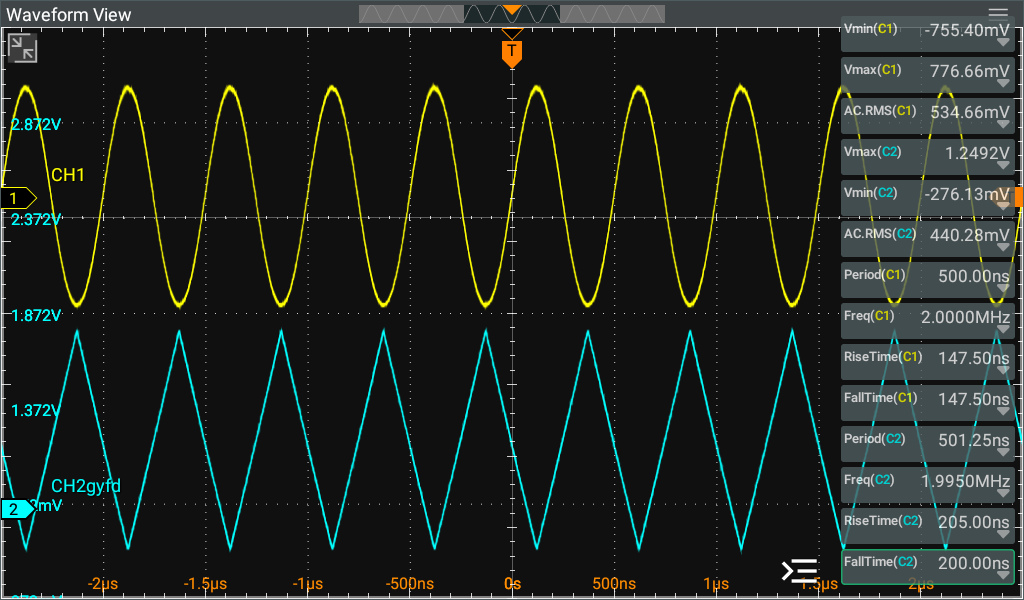 Waveform View
T
Vmin(C1) -755.40mV
Vmax(C1) 776.66mV
AC.RMS(C1) 534.66mV
Vmax(C2) 1.2492V
Vmin(C2) -276.13mV
AC.RMS(C2) 440.28mV
Period(C1) 500.00ns
Freq(C1) 2.0000MHz
RiseTime(C1) 147.50ns
FallTime(C1) 147.50ns
Period(C2) 501.25ns
Freq(C2) 1.9950MHz
RiseTime(C2) 205.00ns
FallTime(C2) 200.00ns
2.872V
CH1
1
2.372V
1.872V
1.372V
CH2gyfd
2
-2µs -1.5µs -1µs -500ns 0s 500ns 1µs 1.5µs 2µs